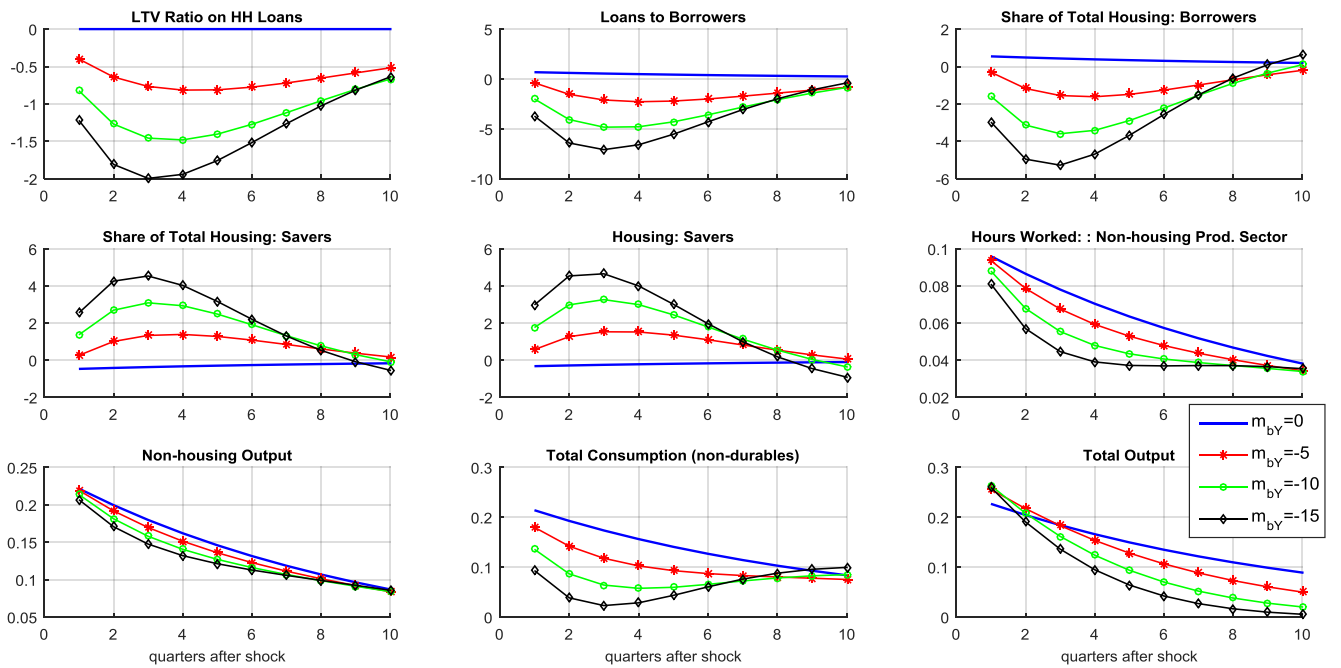 LTV Ratio on HH Loans
0
-0.5
-1
-1.5
-2
0 2 4 6 8 10
Loans to Borrowers
5
0
-5
-10
0 2 4 6 8 10
Share of Total Housing: Borrowers
2
0
-2
-4
-6
0 2 4 6 8 10
Share of Total Housing: Savers
6
4
2
0
-2
0 2 4 6 8 10
Housing: Savers
6
4
2
0
-2
0 2 4 6 8 10
Hours Worked: : Non-housing Prod. Sector
0.1
0.08
0.06
0.04
0.02
0 2 4 6 8 10
Non-housing Output
0.25
0.2
0.15
0.1
0.05
0 2 4 6 8 10
quarters after shock
Total Consumption (non-durables)
0.3
0.2
0.1
0
0 2 4 6 8 10
quarters after shock
Total Output
0.3
0.2
0.1
0
0 2 4 6 8 10
quarters after shock
m_bY=0
m_bY=-5
m_bY=-10
m_bY=-15